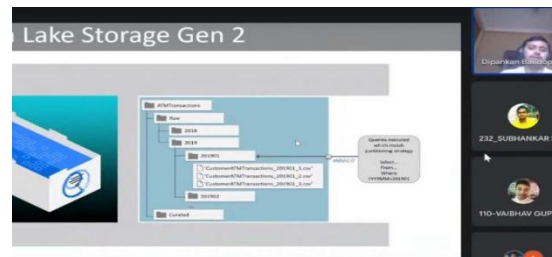 Lake Storage Gen 2
ATMTransactions
Raw
2018
2019
201901
'CustomerATMTransactions_201901_1.csv'
'CustomerATMTransactions_201901_2.csv'
'CustomerATMTransactions_201901_3.csv'
201902
Curated
Queries executed
which match
partitioning strategy
Select...
From...
Where
YYYYMM=201901
Dipankan
232_SUBHANKAR
110-VAIBHAV GUP